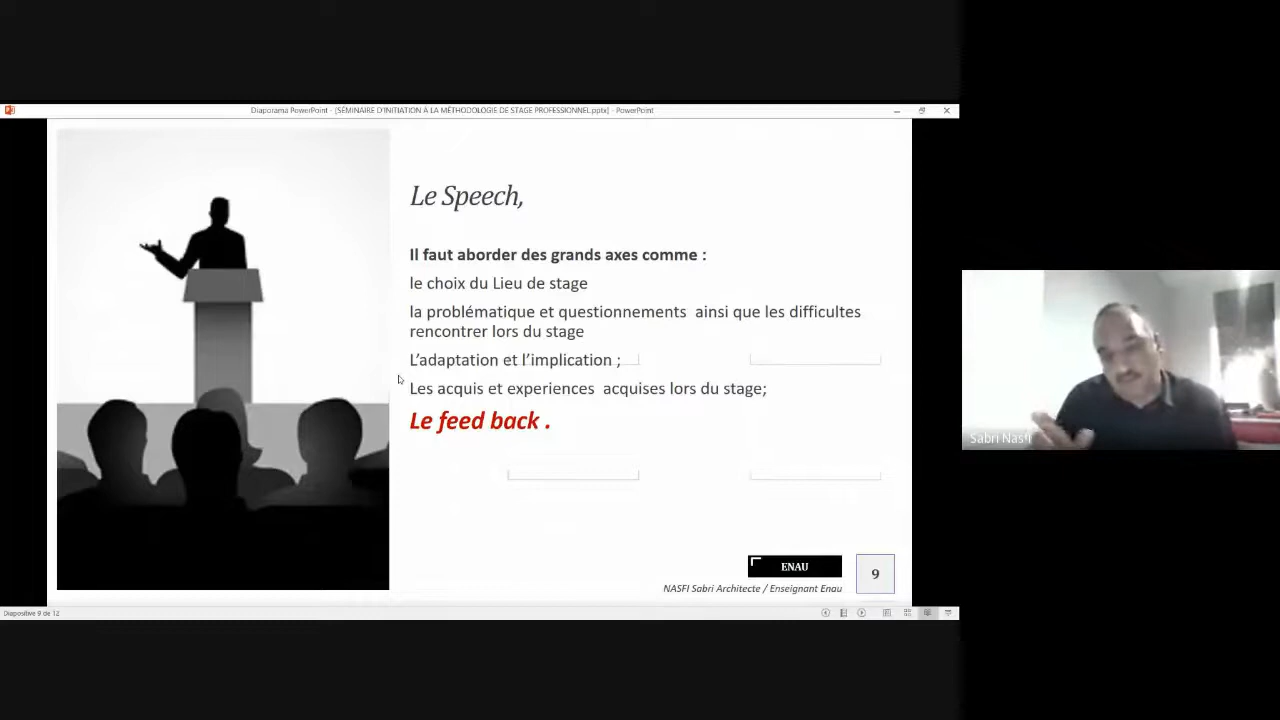 Diaporama PowerPoint - [SÉMINAIRE D'INITIATION À LA MÉTHODOLOGIE DE STAGE PROFESSIONNEL.pptx] - PowerPoint
Le Speech,
Il faut aborder des grands axes comme :
le choix du Lieu de stage
la problématique et questionnements ainsi que les difficultes
rencontrer lors du stage
L'adaptation et l'implication ;
Les acquis et experiences acquises lors du stage;
Le feed back .
ENAU
9
NASFI Sabri Architecte / Enseignant Enau
Diapositive 9 de 12
Sabri Nasfi